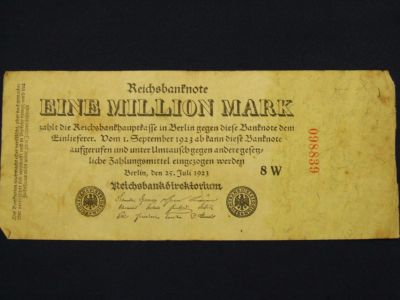 Reichsbanknote
EINE MILLION MARK
zahlt die Reichsbankhauptkasse in Berlin gegen diese Banknote dem
Einlieferer. Vom 1. September 1923 ab kann diese Banknote
aufgerufen und unter Umtausch gegen andere gesetz-
liche Zahlungsmittel eingezogen werden
Berlin, den 25. Juli 1923
Reichsbankdirektorium
8 W
098839